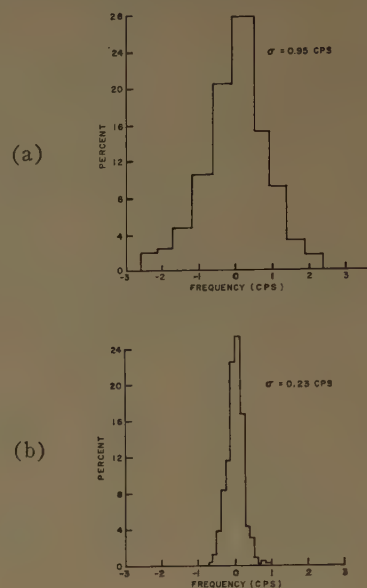 (a)
PERCENT
28
24
20
16
12
8
4
0
σ = 0.95 CPS
-3 -2 -1 0 1 2 3
FREQUENCY (CPS)
(b)
PERCENT
24
20
16
12
8
4
0
σ = 0.23 CPS
-3 -2 -1 0 1 2 3
FREQUENCY (CPS)